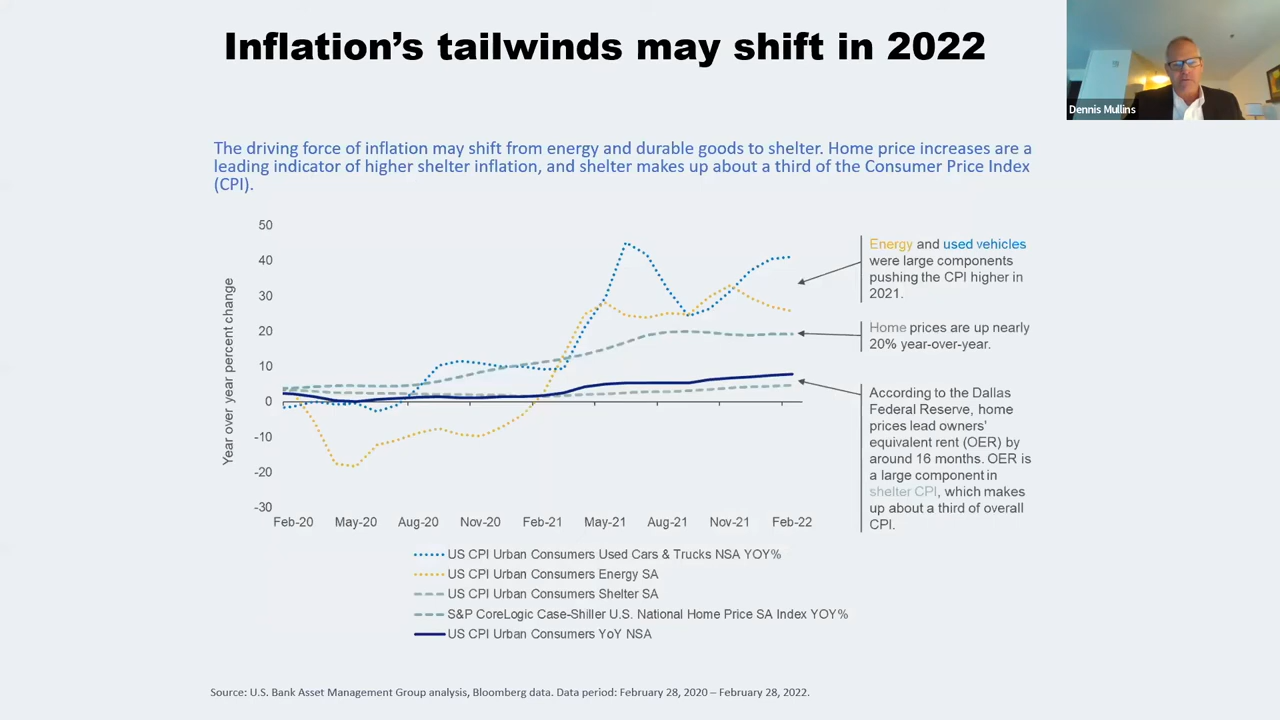 Inflation's tailwinds may shift in 2022
Dennis Mullins
The driving force of inflation may shift from energy and durable goods to shelter. Home price increases are a
leading indicator of higher shelter inflation, and shelter makes up about a third of the Consumer Price Index
(CPI).
Year over year percent change
50
40
30
20
10
0
-10
-20
-30
Feb-20 May-20 Aug-20 Nov-20 Feb-21 May-21 Aug-21 Nov-21 Feb-22
Energy and used vehicles
were large components
pushing the CPI higher in
2021.
Home prices are up nearly
20% year-over-year.
According to the Dallas
Federal Reserve, home
prices lead owners'
equivalent rent (OER) by
around 16 months. OER is
a large component in
shelter CPI, which makes
up about a third of overall
CPI.
US CPI Urban Consumers Used Cars & Trucks NSA YOY%
US CPI Urban Consumers Energy SA
US CPI Urban Consumers Shelter SA
S&P CoreLogic Case-Shiller U.S. National Home Price SA Index YOY%
US CPI Urban Consumers YoY NSA
Source: U.S. Bank Asset Management Group analysis, Bloomberg data. Data period: February 28, 2020 – February 28, 2022.